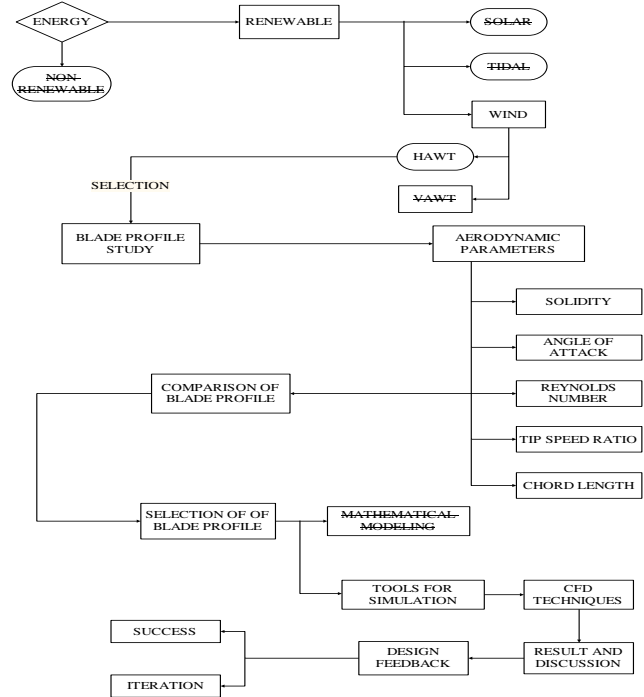 ENERGY
RENEWABLE
SOLAR
TIDAL
NON-
RENEWABLE
WIND
HAWT
VAWT
SELECTION
BLADE PROFILE
STUDY
AERODYNAMIC
PARAMETERS
SOLIDITY
ANGLE OF
ATTACK
COMPARISON OF
BLADE PROFILE
REYNOLDS
NUMBER
TIP SPEED RATIO
CHORD LENGTH
SELECTION OF OF
BLADE PROFILE
MATHEMATICAL
MODELING
TOOLS FOR
SIMULATION
CFD
TECHNIQUES
SUCCESS
DESIGN
FEEDBACK
RESULT AND
DISCUSSION
ITERATION